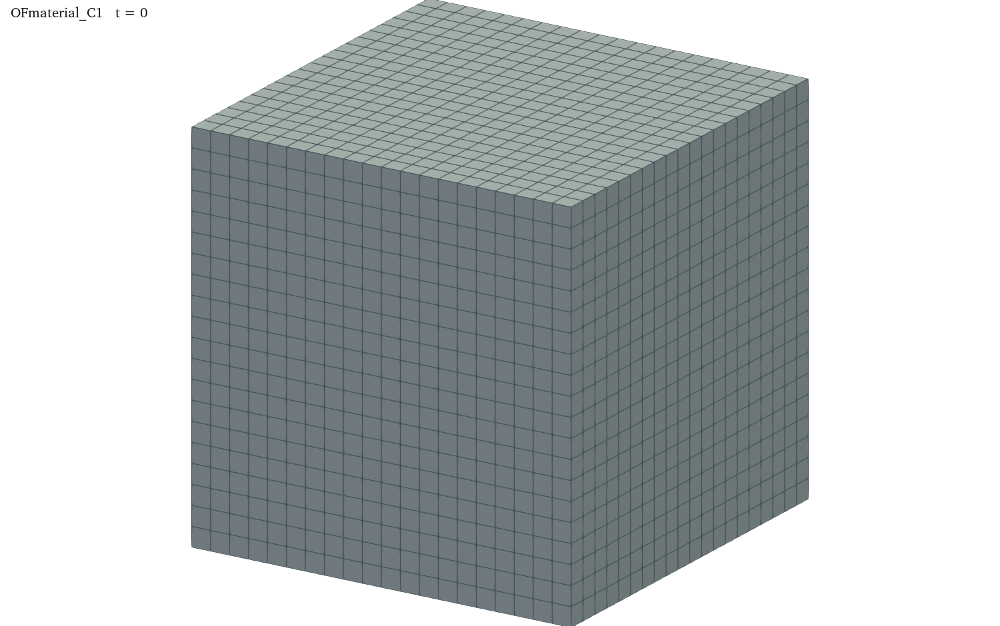 OFmaterial_C1 t = 0